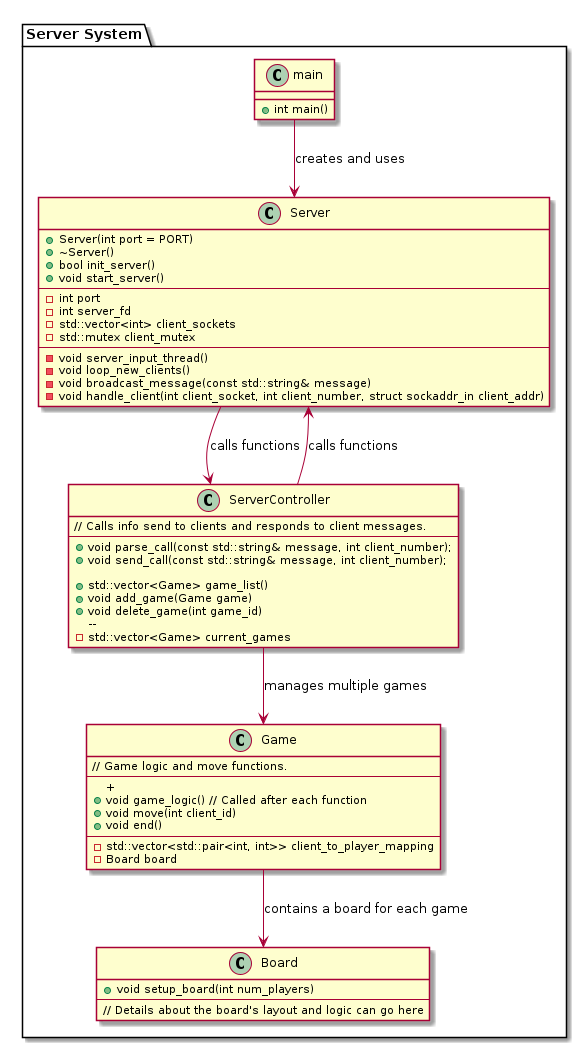 Server System
C main
int main()
creates and uses
C Server
Server(int port = PORT)
~Server()
bool init_server()
void start_server()
int port
int server_fd
std::vector<int> client_sockets
std::mutex client_mutex
void server_input_thread()
void loop_new_clients()
void broadcast_message(const std::string& message)
void handle_client(int client_socket, int client_number, struct sockaddr_in client_addr)
calls functions
calls functions
C ServerController
// Calls info send to clients and responds to client messages.
void parse_call(const std::string& message, int client_number);
void send_call(const std::string& message, int client_number);
std::vector<Game> game_list()
void add_game(Game game)
void delete_game(int game_id)
--
std::vector<Game> current_games
manages multiple games
C Game
// Game logic and move functions.
+
void game_logic() // Called after each function
void move(int client_id)
void end()
std::vector<std::pair<int, int>> client_to_player_mapping
Board board
contains a board for each game
C Board
void setup_board(int num_players)
// Details about the board's layout and logic can go here